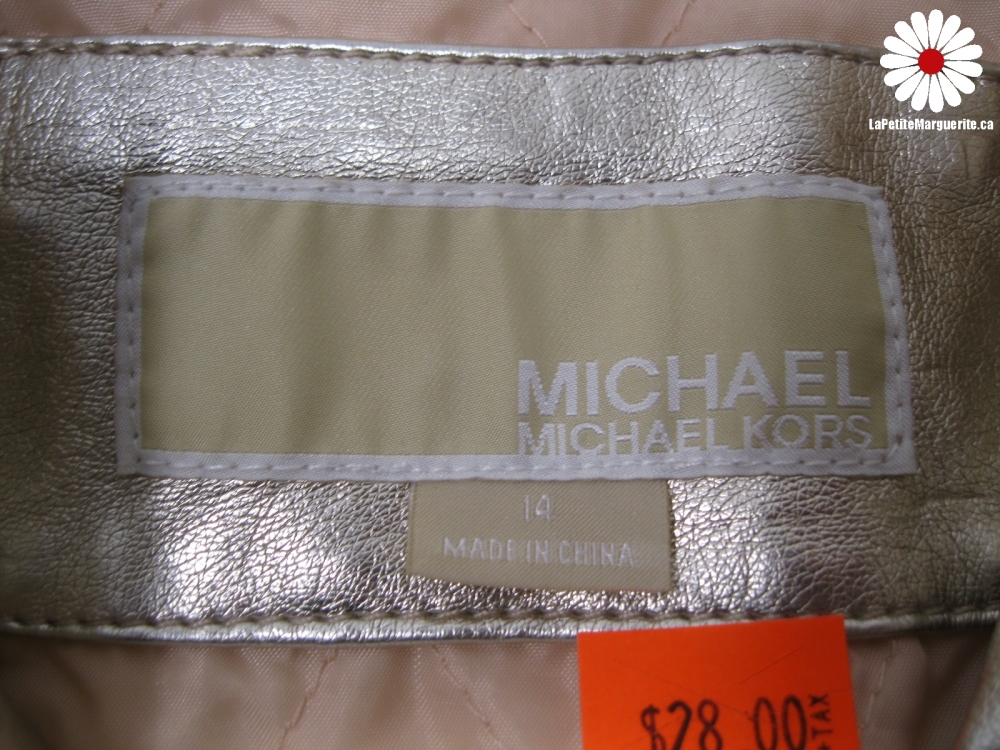 LaPetiteMarguerite.ca
MICHAEL
MICHAEL KORS
14
MADE IN CHINA
$28.00
TAX